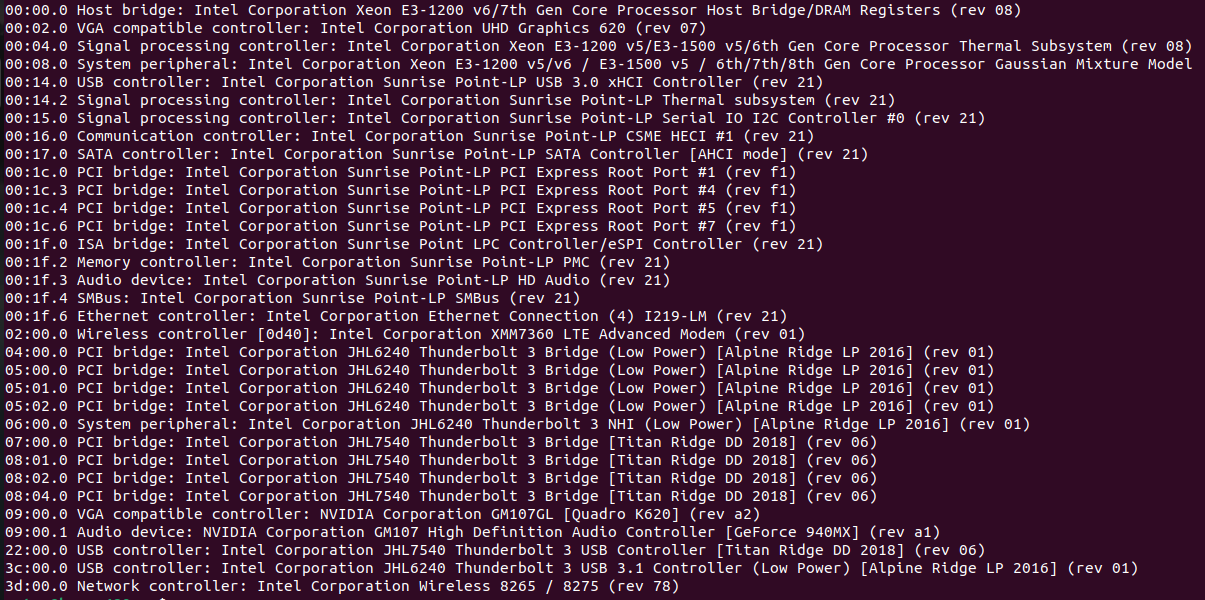 00:00.0 Host bridge: Intel Corporation Xeon E3-1200 v6/7th Gen Core Processor Host Bridge/DRAM Registers (rev 08)
00:02.0 VGA compatible controller: Intel Corporation UHD Graphics 620 (rev 07)
00:04.0 Signal processing controller: Intel Corporation Xeon E3-1200 v5/E3-1500 v5/6th Gen Core Processor Thermal Subsystem (rev 08)
00:08.0 System peripheral: Intel Corporation Xeon E3-1200 v5/v6 / E3-1500 v5 / 6th/7th/8th Gen Core Processor Gaussian Mixture Model
00:14.0 USB controller: Intel Corporation Sunrise Point-LP USB 3.0 xHCI Controller (rev 21)
00:14.2 Signal processing controller: Intel Corporation Sunrise Point-LP Thermal subsystem (rev 21)
00:15.0 Signal processing controller: Intel Corporation Sunrise Point-LP Serial IO I2C Controller #0 (rev 21)
00:16.0 Communication controller: Intel Corporation Sunrise Point-LP CSME HECI #1 (rev 21)
00:17.0 SATA controller: Intel Corporation Sunrise Point-LP SATA Controller [AHCI mode] (rev 21)
00:1c.0 PCI bridge: Intel Corporation Sunrise Point-LP PCI Express Root Port #1 (rev f1)
00:1c.3 PCI bridge: Intel Corporation Sunrise Point-LP PCI Express Root Port #4 (rev f1)
00:1c.4 PCI bridge: Intel Corporation Sunrise Point-LP PCI Express Root Port #5 (rev f1)
00:1c.6 PCI bridge: Intel Corporation Sunrise Point-LP PCI Express Root Port #7 (rev f1)
00:1f.0 ISA bridge: Intel Corporation Sunrise Point LPC Controller/eSPI Controller (rev 21)
00:1f.2 Memory controller: Intel Corporation Sunrise Point-LP PMC (rev 21)
00:1f.3 Audio device: Intel Corporation Sunrise Point-LP HD Audio (rev 21)
00:1f.4 SMBus: Intel Corporation Sunrise Point-LP SMBus (rev 21)
00:1f.6 Ethernet controller: Intel Corporation Ethernet Connection (4) I219-LM (rev 21)
02:00.0 Wireless controller [0d40]: Intel Corporation XMM7360 LTE Advanced Modem (rev 01)
04:00.0 PCI bridge: Intel Corporation JHL6240 Thunderbolt 3 Bridge (Low Power) [Alpine Ridge LP 2016] (rev 01)
05:00.0 PCI bridge: Intel Corporation JHL6240 Thunderbolt 3 Bridge (Low Power) [Alpine Ridge LP 2016] (rev 01)
05:01.0 PCI bridge: Intel Corporation JHL6240 Thunderbolt 3 Bridge (Low Power) [Alpine Ridge LP 2016] (rev 01)
05:02.0 PCI bridge: Intel Corporation JHL6240 Thunderbolt 3 Bridge (Low Power) [Alpine Ridge LP 2016] (rev 01)
06:00.0 System peripheral: Intel Corporation JHL6240 Thunderbolt 3 NHI (Low Power) [Alpine Ridge LP 2016] (rev 01)
07:00.0 PCI bridge: Intel Corporation JHL7540 Thunderbolt 3 Bridge [Titan Ridge DD 2018] (rev 06)
08:01.0 PCI bridge: Intel Corporation JHL7540 Thunderbolt 3 Bridge [Titan Ridge DD 2018] (rev 06)
08:02.0 PCI bridge: Intel Corporation JHL7540 Thunderbolt 3 Bridge [Titan Ridge DD 2018] (rev 06)
08:04.0 PCI bridge: Intel Corporation JHL7540 Thunderbolt 3 Bridge [Titan Ridge DD 2018] (rev 06)
09:00.0 VGA compatible controller: NVIDIA Corporation GM107GL [Quadro K620] (rev a2)
09:00.1 Audio device: NVIDIA Corporation GM107 High Definition Audio Controller [GeForce 940MX] (rev a1)
22:00.0 USB controller: Intel Corporation JHL7540 Thunderbolt 3 USB Controller [Titan Ridge DD 2018] (rev 06)
3c:00.0 USB controller: Intel Corporation JHL6240 Thunderbolt 3 USB 3.1 Controller (Low Power) [Alpine Ridge LP 2016] (rev 01)
3d:00.0 Network controller: Intel Corporation Wireless 8265 / 8275 (rev 78)